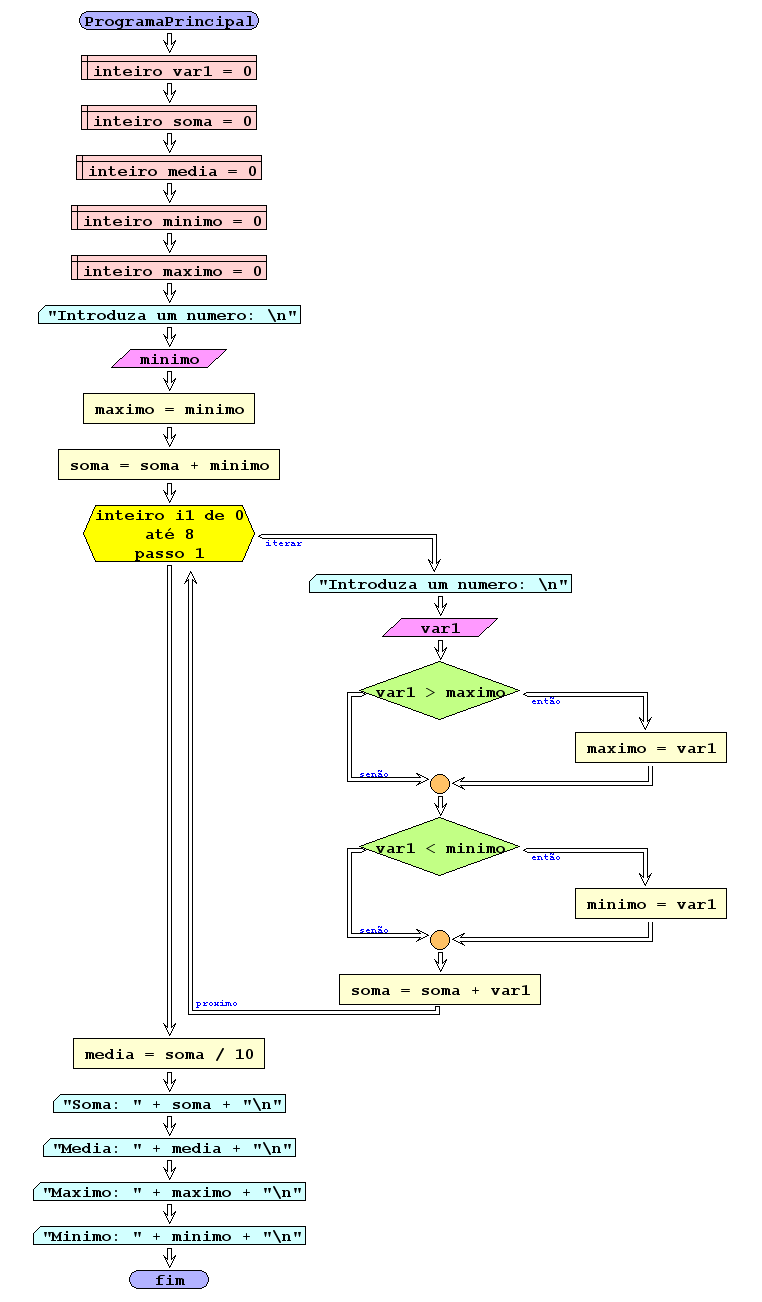 ProgramaPrincipal
inteiro var1 = 0
inteiro soma = 0
inteiro media = 0
inteiro minimo = 0
inteiro maximo = 0
"Introduza um numero: \n"
minimo
maximo = minimo
soma = soma + minimo
inteiro i1 de 0
até 8
passo 1
iterar
"Introduza um numero: \n"
var1
var1 > maximo
então
maximo = var1
senão
var1 < minimo
então
minimo = var1
senão
soma = soma + var1
proximo
media = soma / 10
"Soma: " + soma + "\n"
"Media: " + media + "\n"
"Maximo: " + maximo + "\n"
"Minimo: " + minimo + "\n"
fim